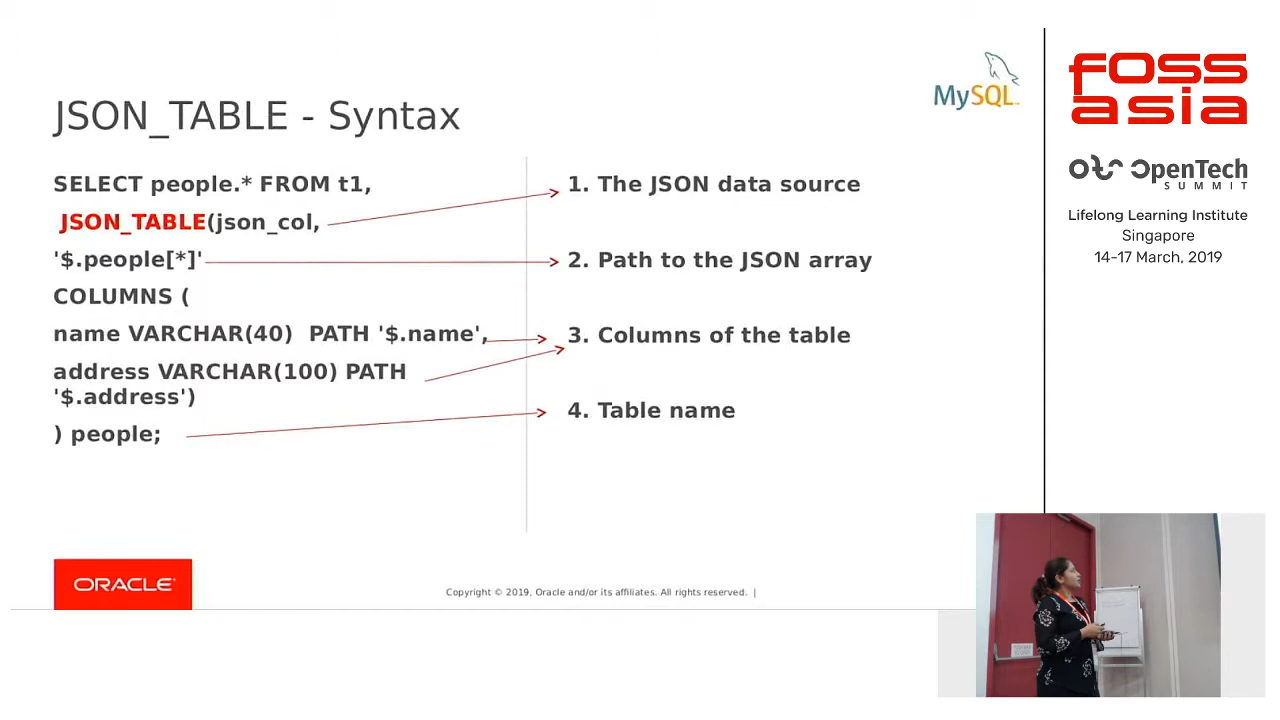 JSON_TABLE - Syntax
MySQL
SELECT people.* FROM t1,
JSON_TABLE(json_col,
'$.people[*]'
COLUMNS (
name VARCHAR(40)  PATH '$.name',
address VARCHAR(100) PATH
'$.address')
) people;
1. The JSON data source
2. Path to the JSON array
3. Columns of the table
4. Table name
ORACLE
Copyright © 2019, Oracle and/or its affiliates. All rights reserved.  |
FOSS
asia
OpenTech
SUMMIT
Lifelong Learning Institute
Singapore
14-17 March, 2019